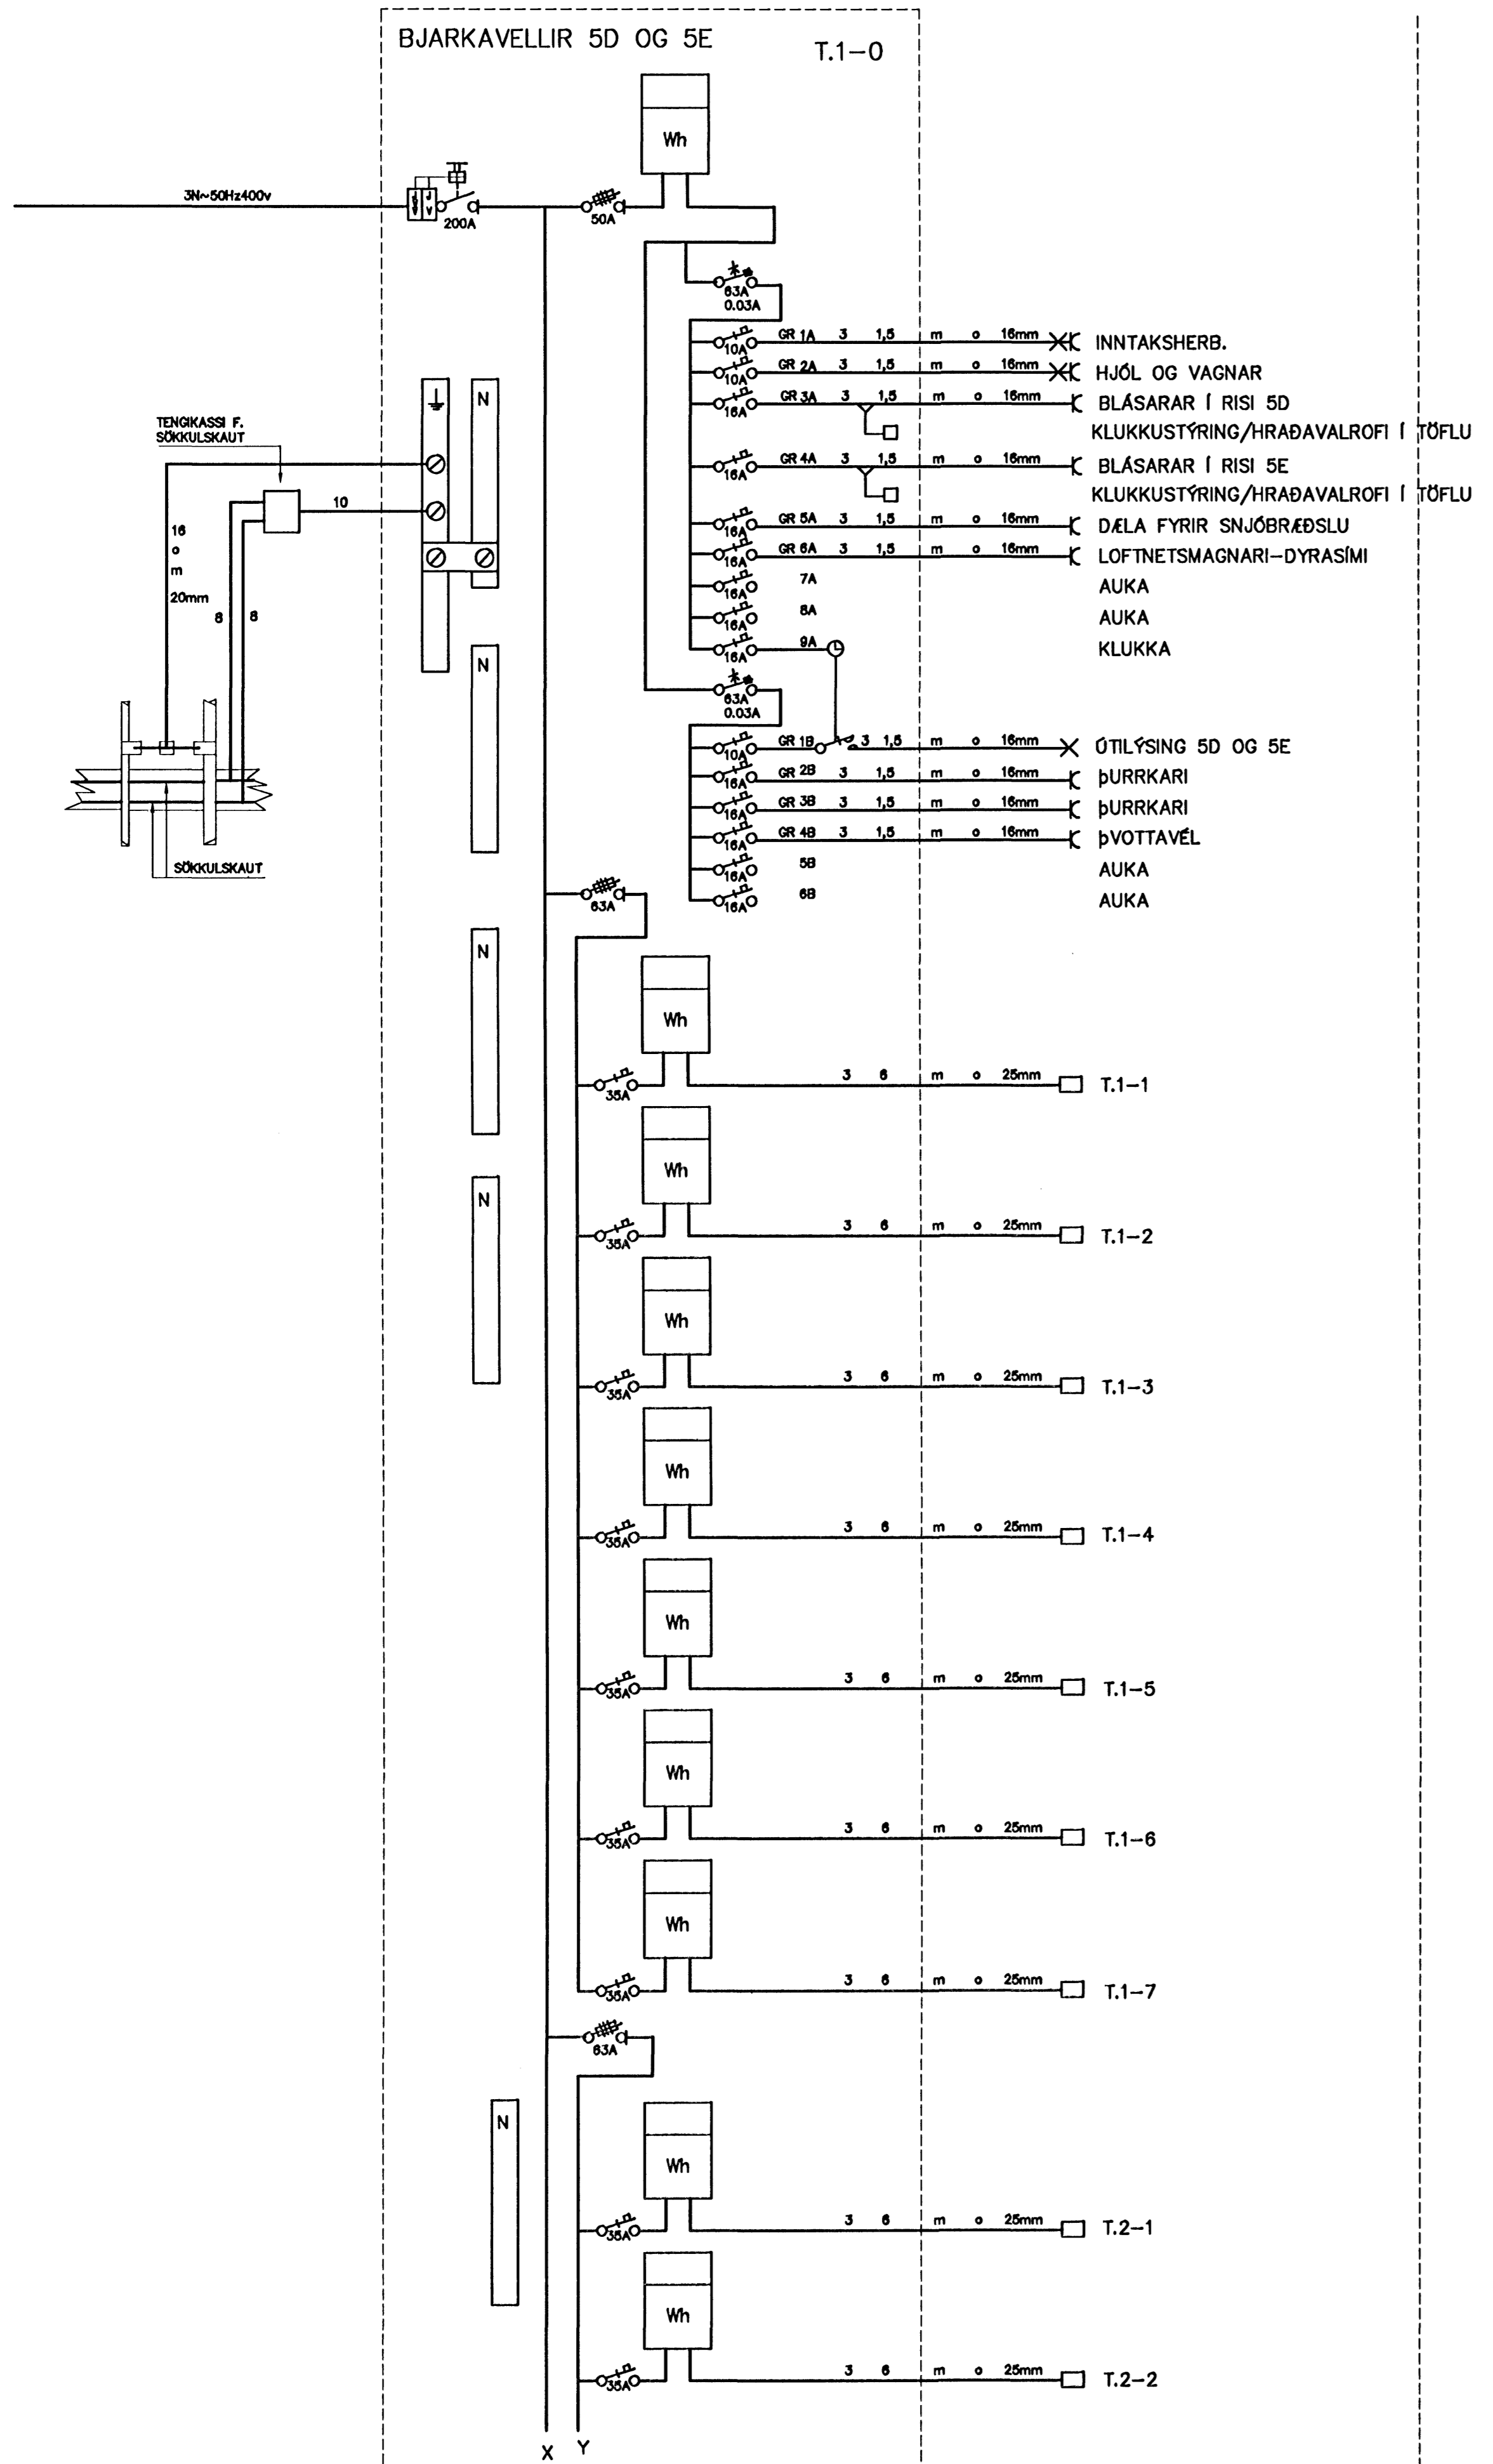 BJARKAVELLIR 5D OG 5E
T.1-0
Wh
3N~50Hz400v
200A
50A
63A
0.03A
10A GR 1A 3 1,5 m o 16mm INNTAKSHERB.
10A GR 2A 3 1,5 m o 16mm HJÓL OG VAGNAR
16A GR 3A 3 1,5 m o 16mm BLÁSARAR Í RISI 5D
KLUKKUSTÝRING/HRAÐAVALROFI Í TÖFLU
16A GR 4A 3 1,5 m o 16mm BLÁSARAR Í RISI 5E
KLUKKUSTÝRING/HRAÐAVALROFI Í TÖFLU
16A GR 5A 3 1,5 m o 16mm DÆLA FYRIR SNJÓBRÆÐSLU
16A GR 6A 3 1,5 m o 16mm LOFTNETSMAGNARI-DYRASÍMI
16A 7A AUKA
16A 8A AUKA
16A 9A KLUKKA
63A
0.03A
10A GR 1B 3 1,5 m o 16mm ÚTILÝSING 5D OG 5E
16A GR 2B 3 1,5 m o 16mm ÞURRKARI
16A GR 3B 3 1,5 m o 16mm ÞURRKARI
16A GR 4B 3 1,5 m o 16mm ÞVOTTAVÉL
16A 5B AUKA
16A 6B AUKA
TENGIKASSI F.
SÖKKULSKAUT
10
16
o
m
20mm
8 8
SÖKKULSKAUT
N
N
N
N
63A
Wh
35A 3 6 m o 25mm T.1-1
Wh
35A 3 6 m o 25mm T.1-2
Wh
35A 3 6 m o 25mm T.1-3
Wh
35A 3 6 m o 25mm T.1-4
Wh
35A 3 6 m o 25mm T.1-5
Wh
35A 3 6 m o 25mm T.1-6
Wh
35A 3 6 m o 25mm T.1-7
63A
N
Wh
35A 3 6 m o 25mm T.2-1
Wh
35A 3 6 m o 25mm T.2-2
X Y